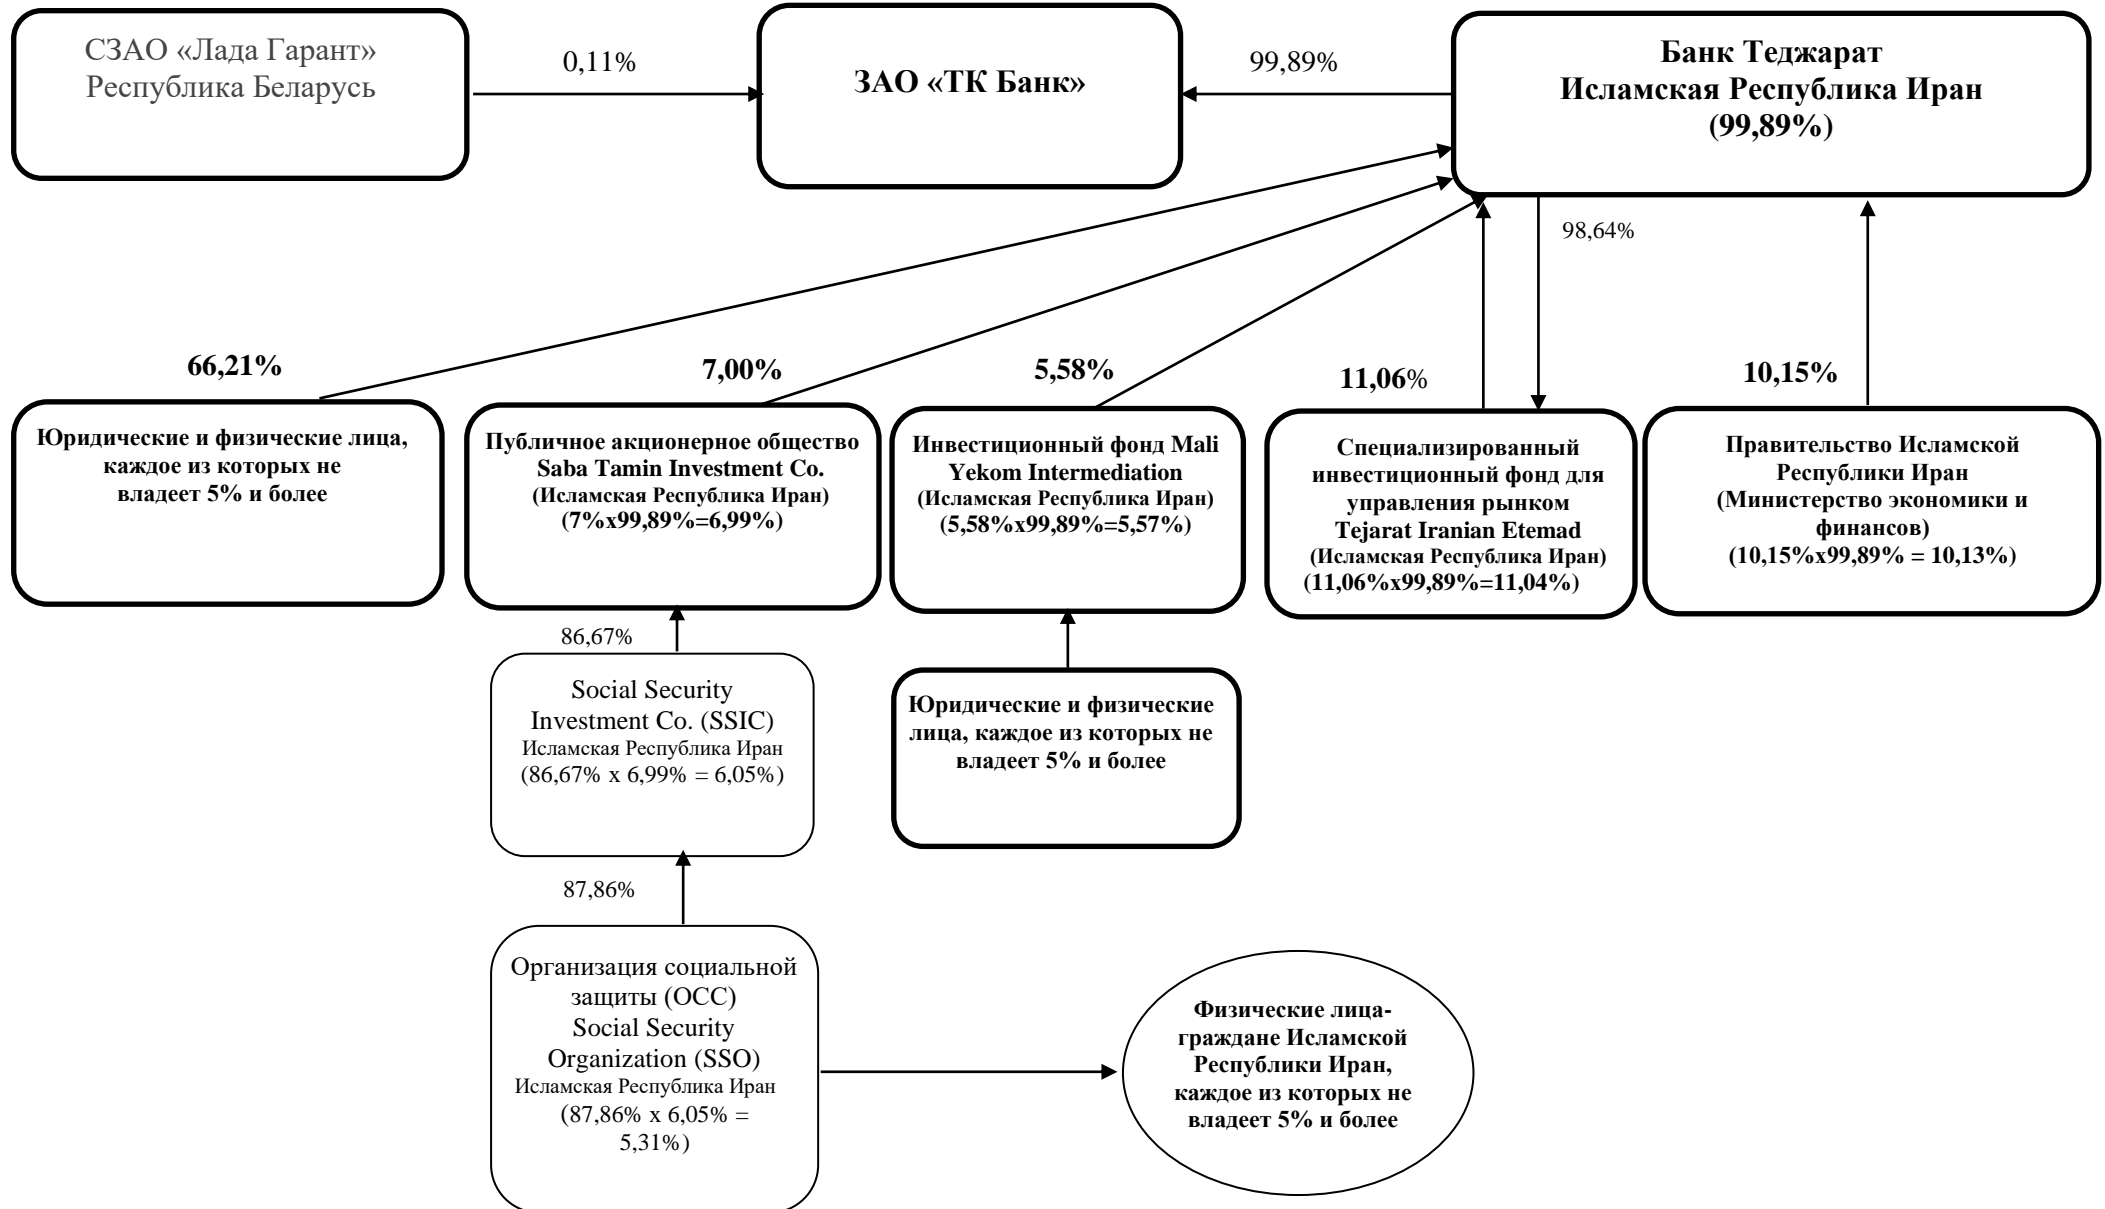 СЗАО «Лада Гарант»
Республика Беларусь
0,11%
ЗАО «ТК Банк»
99,89%
Банк Теджарат
Исламская Республика Иран
(99,89%)
98,64%
66,21%
7,00%
5,58%
11,06%
10,15%
Юридические и физические лица,
каждое из которых не
владеет 5% и более
Публичное акционерное общество
Saba Tamin Investment Co.
(Исламская Республика Иран)
(7%х99,89%=6,99%)
Инвестиционный фонд Mali
Yekom Intermediation
(Исламская Республика Иран)
(5,58%х99,89%=5,57%)
Специализированный
инвестиционный фонд для
управления рынком
Tejarat Iranian Etemad
(Исламская Республика Иран)
(11,06%х99,89%=11,04%)
Правительство Исламской
Республики Иран
(Министерство экономики и
финансов)
(10,15%х99,89% = 10,13%)
86,67%
Social Security
Investment Co. (SSIC)
Исламская Республика Иран
(86,67% х 6,99% = 6,05%)
Юридические и физические
лица, каждое из которых не
владеет 5% и более
87,86%
Организация социальной
защиты (ОСС)
Social Security
Organization (SSO)
Исламская Республика Иран
(87,86% х 6,05% =
5,31%)
Физические лица-
граждане Исламской
Республики Иран,
каждое из которых не
владеет 5% и более